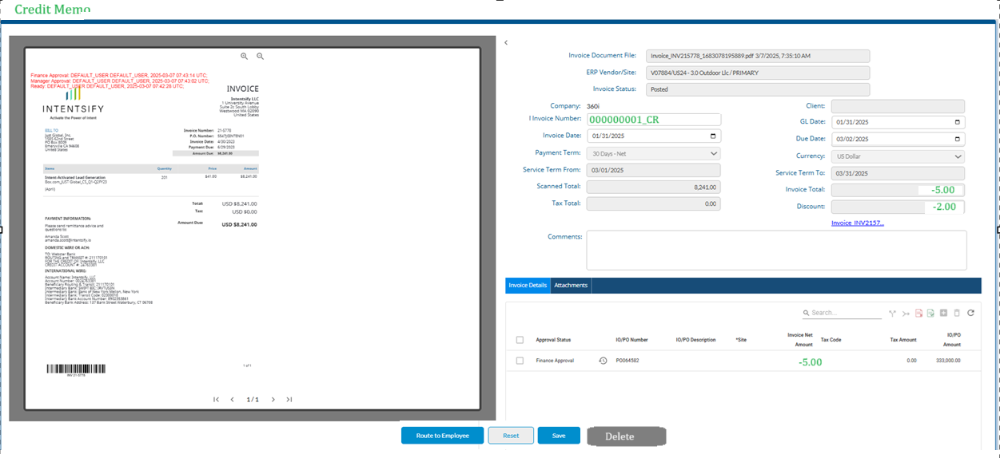 Credit Memo
Finance Approval: DEFAULT_USER DEFAULT_USER, 2025-03-07 07:43:14 UTC;
Manager Approval: DEFAULT_USER DEFAULT_USER, 2025-03-07 07:43:02 UTC;
Ready: DEFAULT_USER DEFAULT_USER, 2025-03-07 07:42:28 UTC;
INTENTSIFY
Activate the Power of Intent
INVOICE
Intentsify LLC
1 University Avenue
Suite 2c South Lobby
Westwood MA 02090
United States
BILL TO
Just Global, Inc.
1585 62nd Street
PO Box 8009
Emeryville CA 94608
United States
Invoice Number: 21-5778
P.O. Number:
Invoice Date: 4/30/2023
Payment Due: 6/29/2023
Amount Due: $8,241.00
Items Quantity Price Amount
Intent-Activated Lead Generation 201 $41.00 $8,241.00
Box.com_JUST Global_CS_Q1-Q2FY23
(April)
Total: USD $8,241.00
Tax: USD $0.00
Amount Due: USD $8,241.00
PAYMENT INFORMATION:
Please send remittance advice and
questions to:
Amanda Scott
amanda.scott@intentsify.io
DOMESTIC WIRE OR ACH:
TO: Webster Bank
ROUTING and TRANSIT #: 211170101
FOR THE CREDIT OF: Intentsify, LLC
CREDIT ACCOUNT #: 24763381
INTERNATIONAL WIRE:
Account Name: Intentsify, LLC
Account Number: 0024763381
Beneficiary Routing & Transit: 211170101
Intermediary Bank: SWIFT BIC: IRVTUS3N
Intermediary Bank: Bank of New York Mellon, New York
Intermediary Bank: Transit Code: 02000018
Intermediary Bank Account Number: 8902353861
Beneficiary Bank Address: 137 Bank Street Waterbury, CT 06708
INV 21-5778
1 of 1
1 / 1
Invoice Document File: Invoice_INV215778_1683078195889.pdf 3/7/2025, 7:35:10 AM
ERP Vendor/Site: V07884/US24 - 3.0 Outdoor Llc / PRIMARY
Invoice Status: Posted
Company: 360i Client:
Invoice Number: 000000001_CR GL Date: 01/31/2025
Invoice Date: 01/31/2025 Due Date: 03/02/2025
Payment Term: 30 Days - Net Currency: US Dollar
Service Term From: 03/01/2025 Service Term To: 03/31/2025
Scanned Total: 8,241.00 Invoice Total: -5.00
Tax Total: 0.00 Discount: -2.00
Invoice_INV2157...
Comments:
Invoice Details Attachments
Search...
Approval Status IO/PO Number IO/PO Description *Site Invoice Net Amount Tax Code Tax Amount IO/PO Amount
Finance Approval PO064582 -5.00 0.00 333,000.00
Route to Employee Reset Save Delete